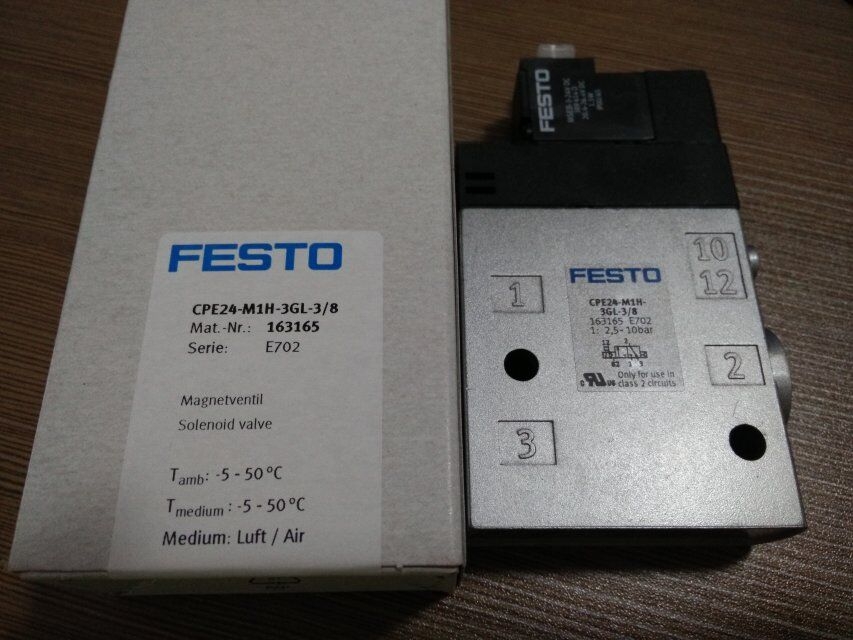 FESTO
CPE24-M1H-3GL-3/8
Mat.-Nr.: 163165
Serie: E702
Magnetventil
Solenoid valve
Tamb: -5 - 50 °C
Tmedium : -5 - 50 °C
Medium: Luft / Air
FESTO
1
10
12
FESTO
CPE24-M1H-
3GL-3/8
163165 E702
1: 2,5-10bar
Only for use in
class 2 circuits
2
3